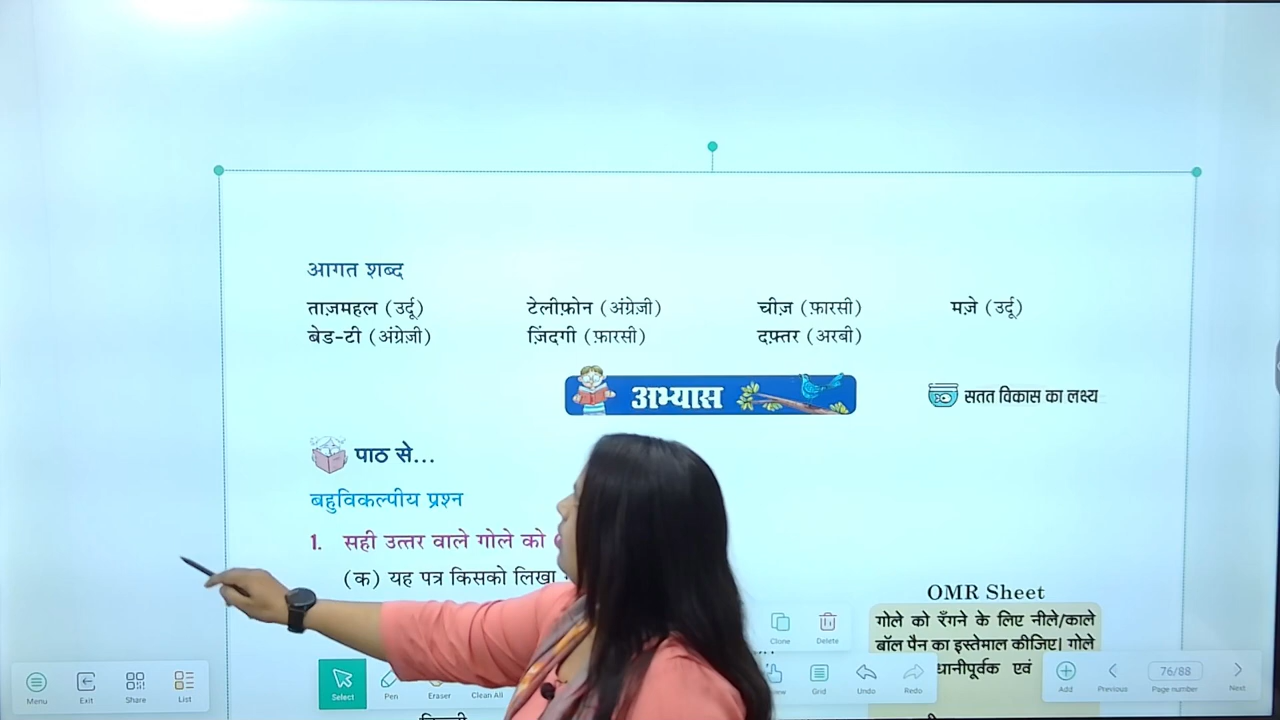 आगत शब्द
ताज़महल (उर्दू) टेलीफ़ोन (अंग्रेज़ी) चीज़ (फ़ारसी) मज़े (उर्दू)
बेड-टी (अंग्रेज़ी) ज़िंदगी (फ़ारसी) दफ़्तर (अरबी)
अभ्यास
सतत विकास का लक्ष्य
पाठ से...
बहुविकल्पीय प्रश्न
1. सही उत्तर वाले गोले को
(क) यह पत्र किसको लिखा
OMR Sheet
गोले को रँगने के लिए नीले/काले
बॉल पैन का इस्तेमाल कीजिए। गोले
एवं
Clone Delete
Menu Exit Share List Select Pen Eraser Clean All Grid Undo Redo Add Previous 76/88 Page number Next